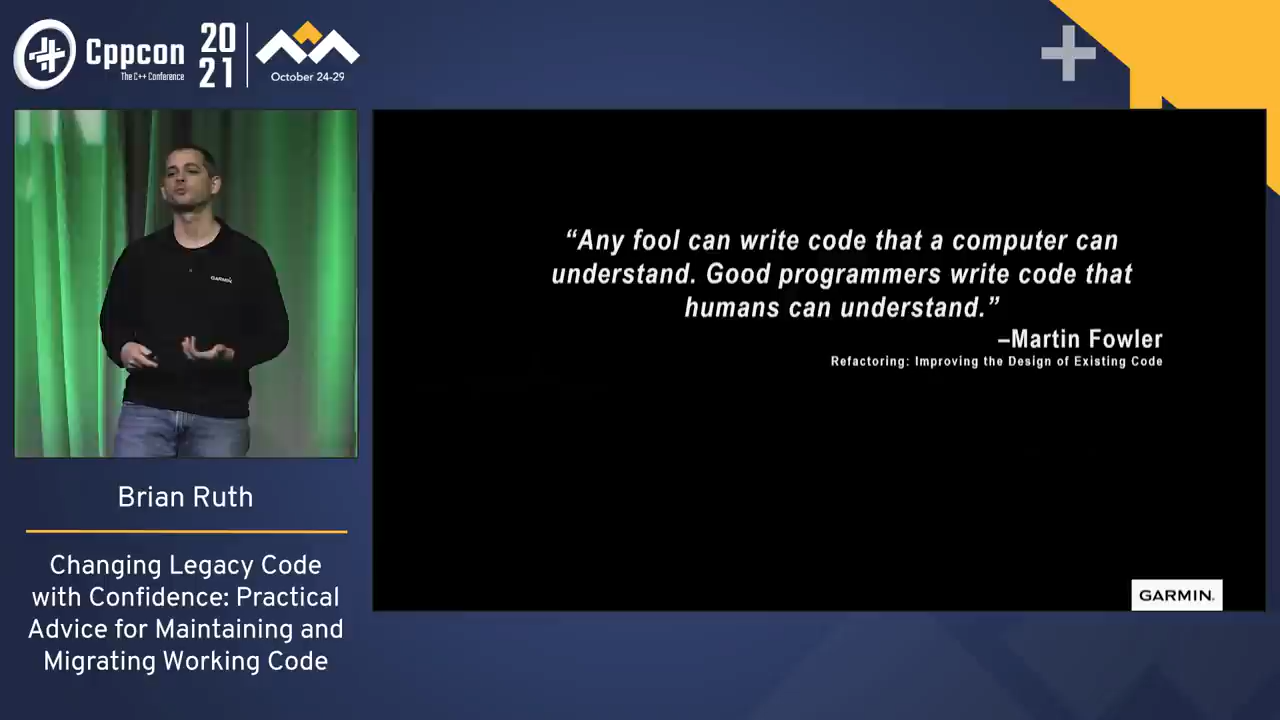 Cppcon
The C++ Conference
20
21
October 24-29
GARMIN
“Any fool can write code that a computer can
understand. Good programmers write code that
humans can understand.”
–Martin Fowler
Refactoring: Improving the Design of Existing Code
GARMIN.
Brian Ruth
Changing Legacy Code
with Confidence: Practical
Advice for Maintaining and
Migrating Working Code